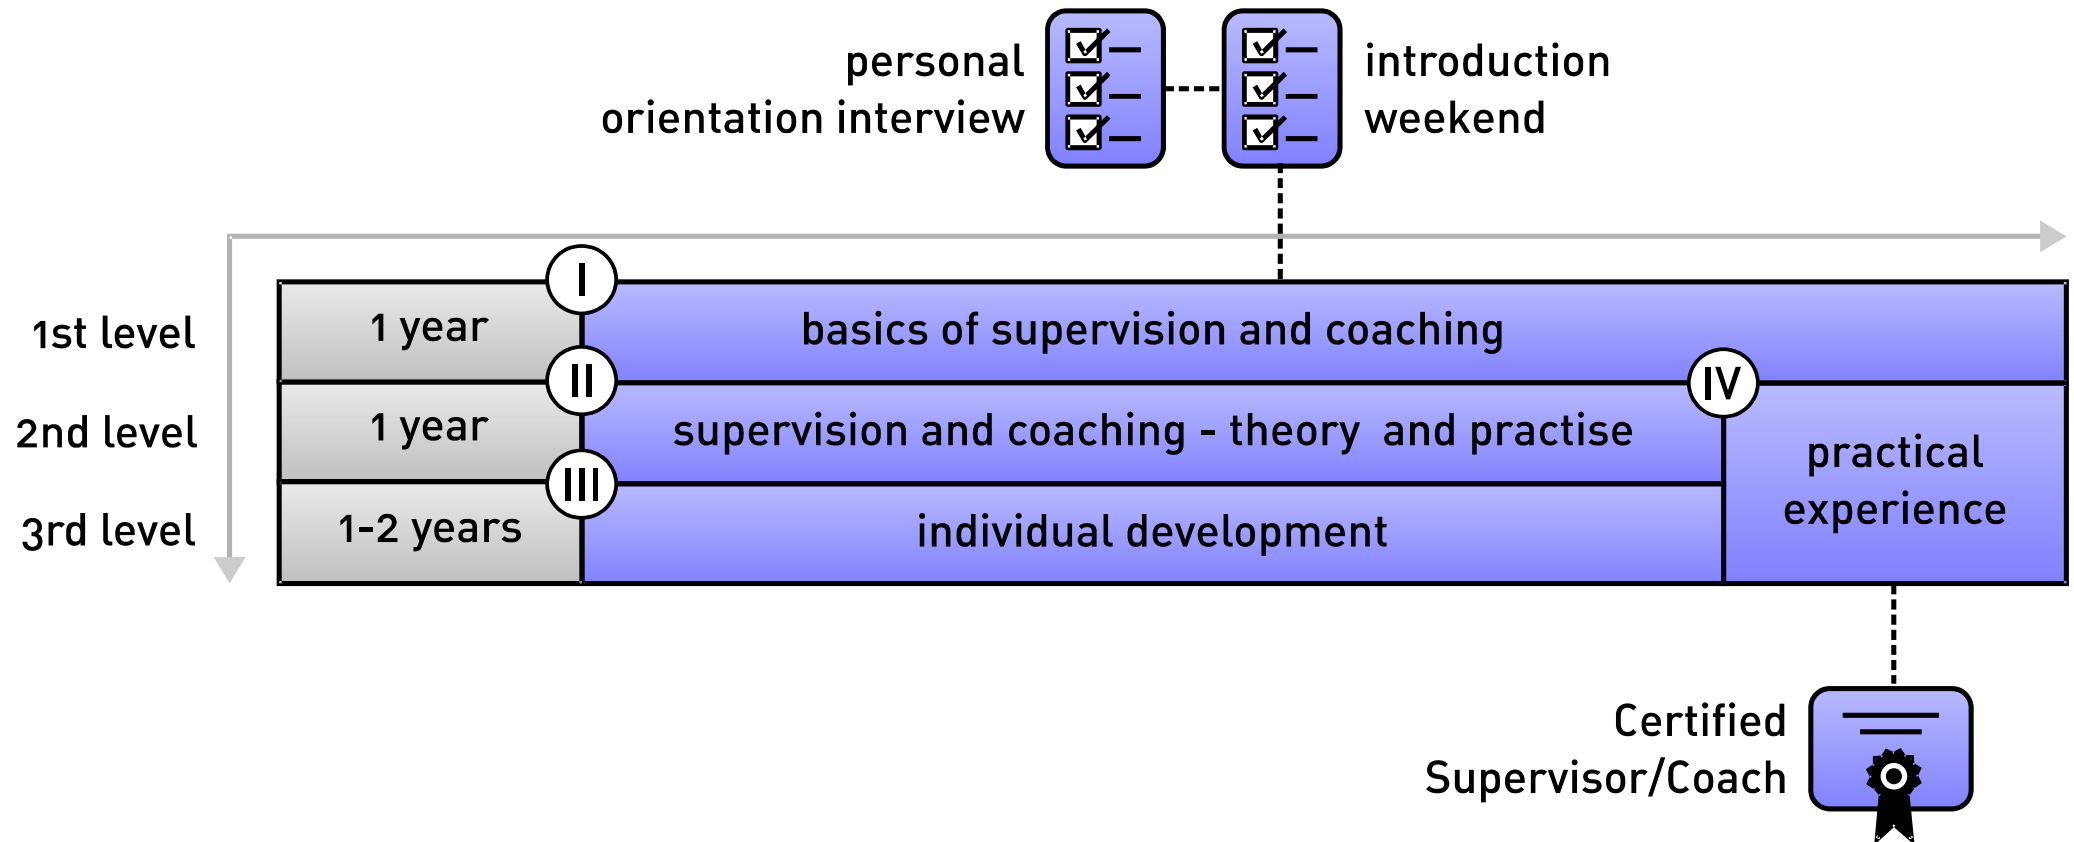 personal
orientation interview
introduction
weekend
I
1st level
1 year
basics of supervision and coaching
II
IV
2nd level
1 year
supervision and coaching - theory  and practise
practical
experience
III
3rd level
1-2 years
individual development
Certified
Supervisor/Coach